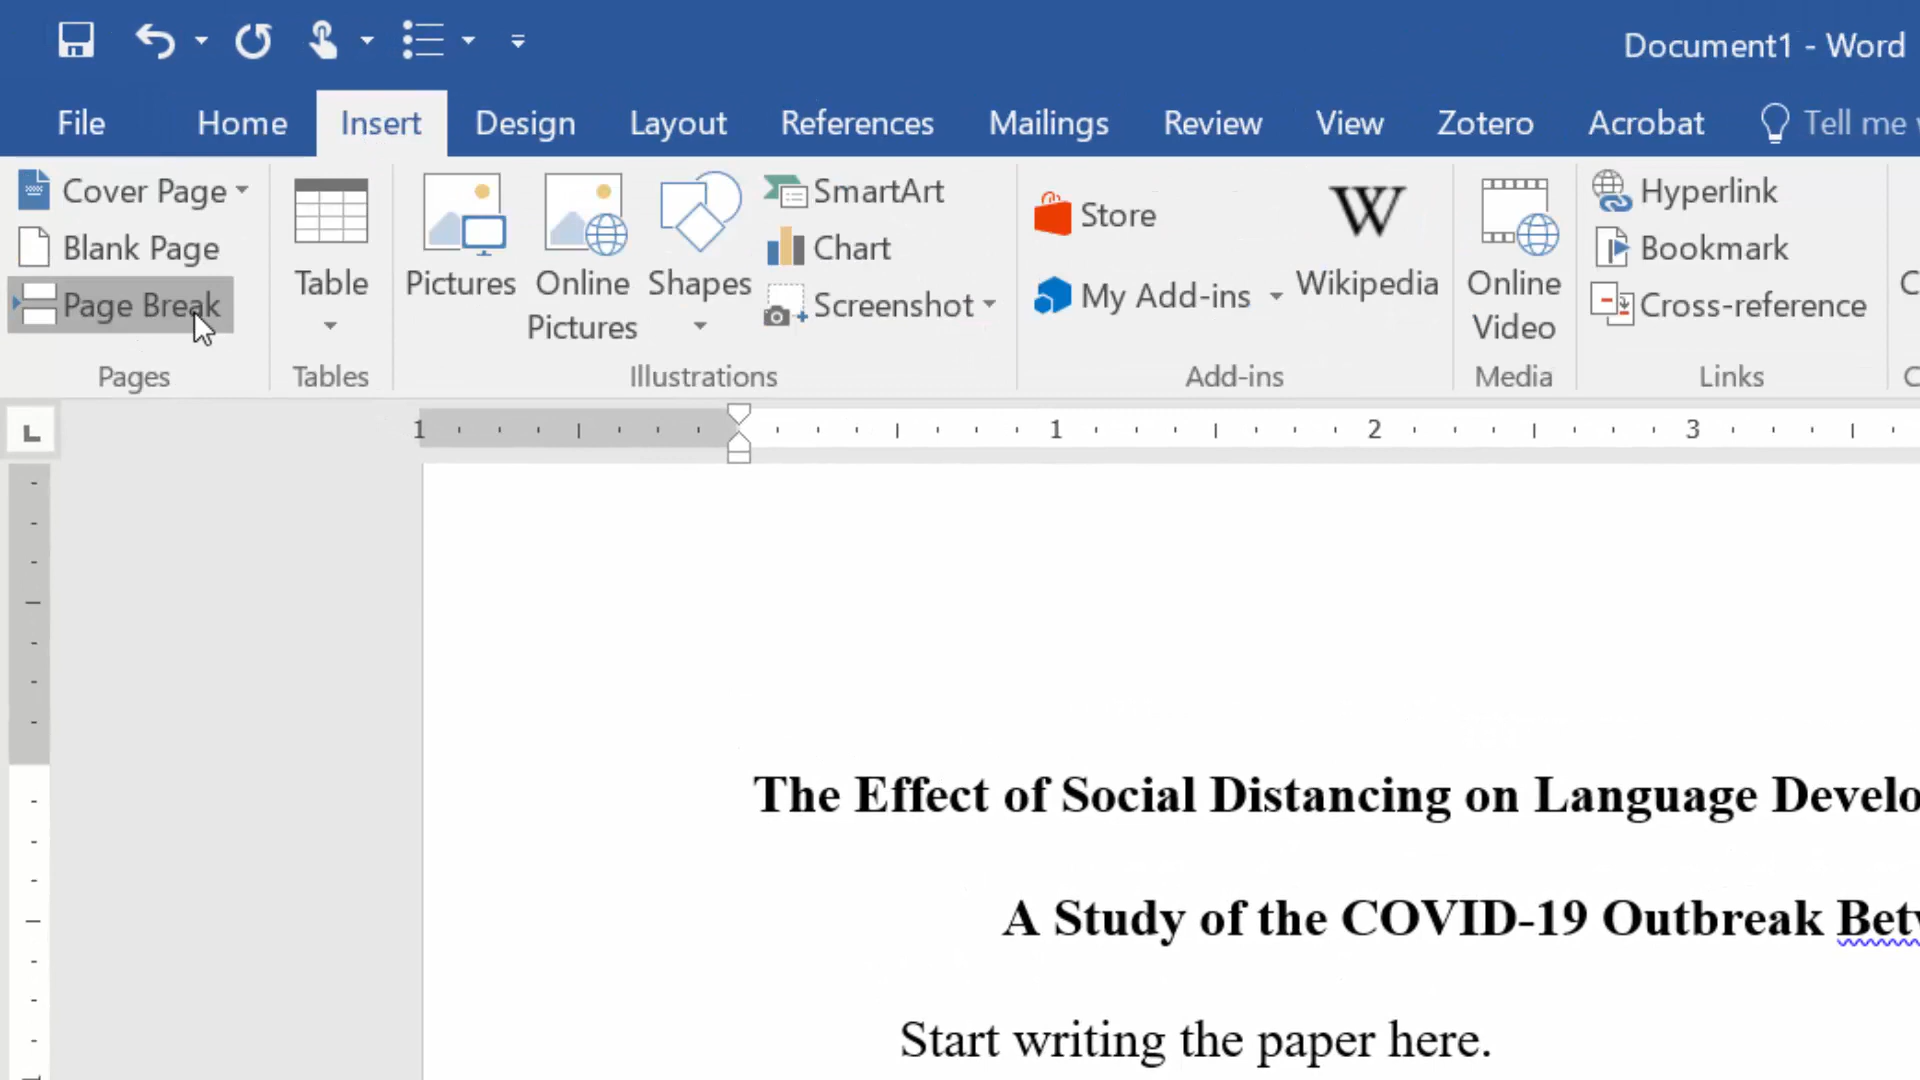 Document1 - Word
File Home Insert Design Layout References Mailings Review View Zotero Acrobat Tell me
Cover Page
Blank Page
Page Break
Pages
Table
Tables
Pictures
Online
Pictures
Shapes
SmartArt
Chart
Screenshot
Illustrations
Store
My Add-ins
Wikipedia
Add-ins
Online
Video
Media
Hyperlink
Bookmark
Cross-reference
Links
1 1 2 3
The Effect of Social Distancing on Language Develo
A Study of the COVID-19 Outbreak Betw
Start writing the paper here.